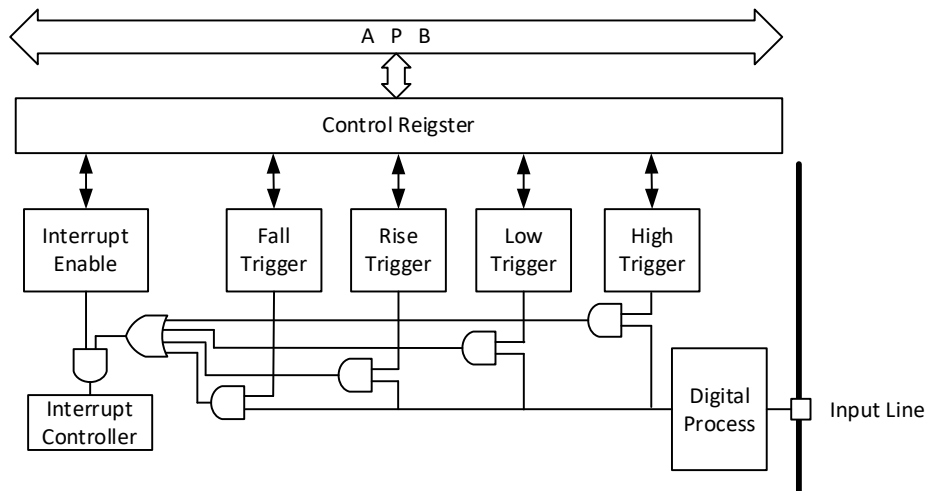 A P B
Control Reigster
Interrupt
Enable
Fall
Trigger
Rise
Trigger
Low
Trigger
High
Trigger
Interrupt
Controller
Digital
Process
Input Line